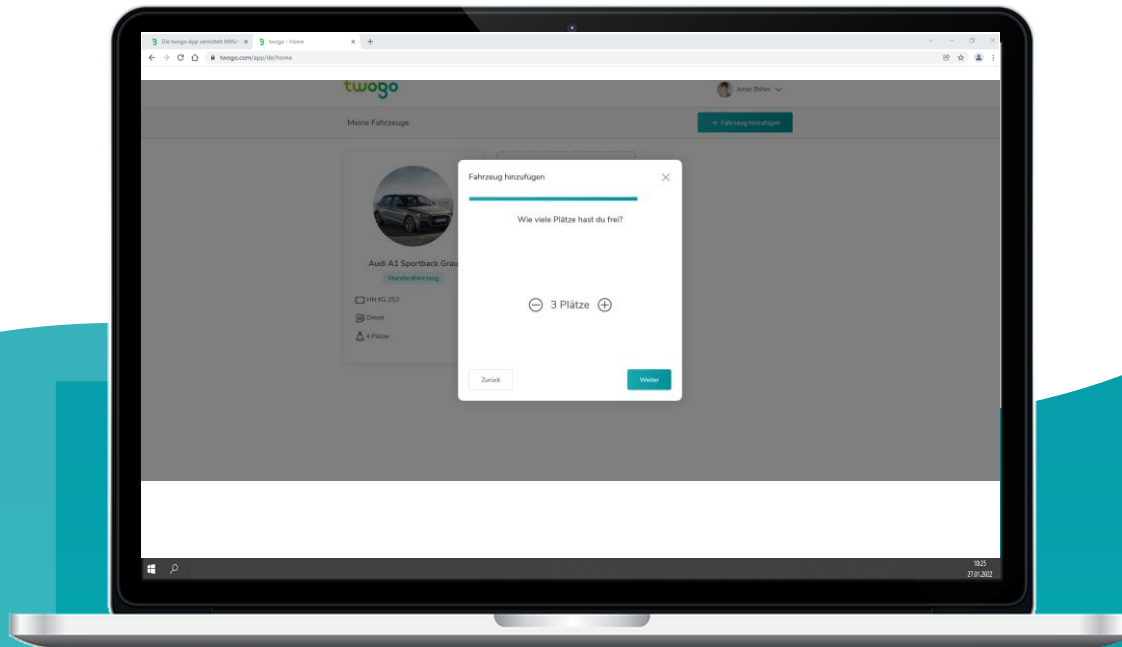 Die twogo-App vermittelt Mitfa
twogo - Home
twogo.com/app/de/home
twogo
Jonas Böhm
Meine Fahrzeuge
+ Fahrzeug hinzufügen
Fahrzeug hinzufügen
Wie viele Plätze hast du frei?
Audi A1 Sportback Grau
Standardfahrzeug
HN KG 253
3 Plätze
Diesel
4 Plätze
Zurück
Weiter
10:25
27.01.2022